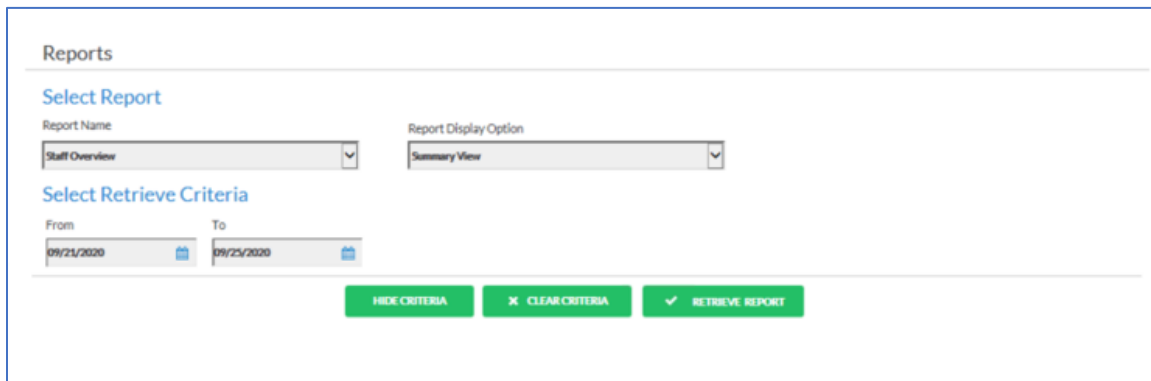 Reports
Select Report
Report Name Report Display Option
Staff Overview Summary View
Select Retrieve Criteria
From To
09/21/2020 09/25/2020
HIDE CRITERIA CLEAR CRITERIA RETRIEVE REPORT